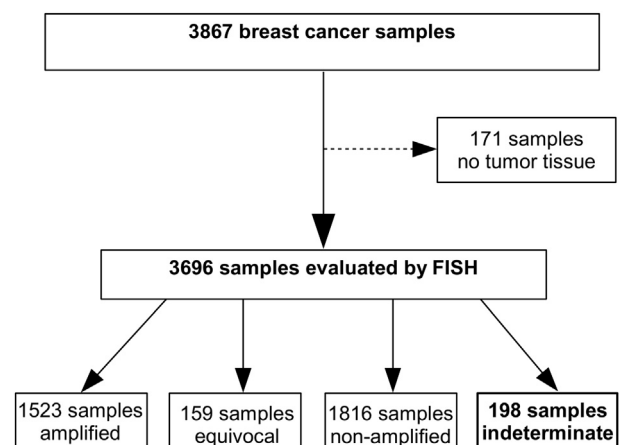 3867 breast cancer samples
171 samples
no tumor tissue
3696 samples evaluated by FISH
1523 samples
amplified
159 samples
equivocal
1816 samples
non-amplified
198 samples
indeterminate